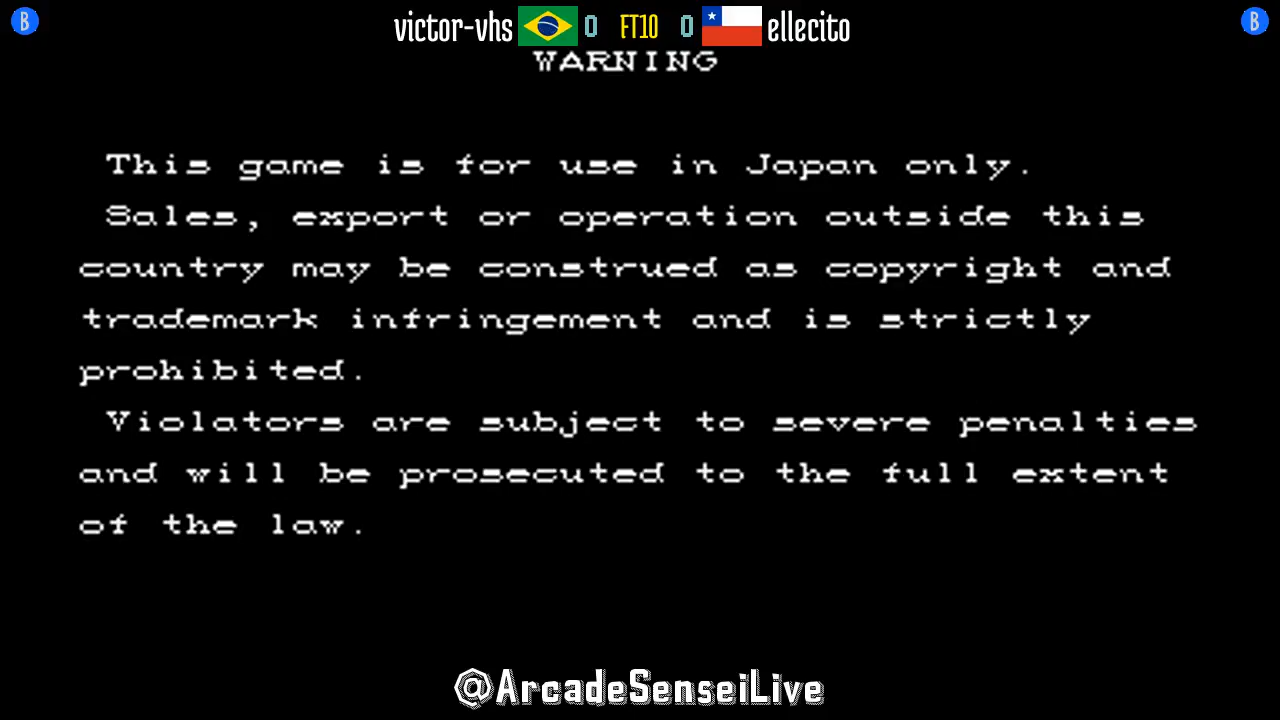 B victor-vhs 0 FT10 0 ellecito B
WARNING
This game is for use in Japan only.
Sales, export or operation outside this
country may be construed as copyright and
trademark infringement and is strictly
prohibited.
Violators are subject to severe penalties
and will be prosecuted to the full extent
of the law.
@ArcadeSenseiLive